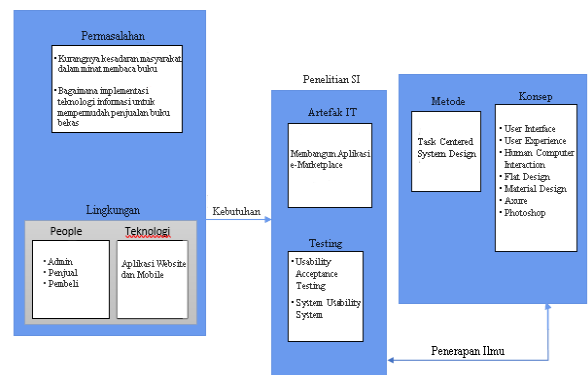 Permasalahan
• Kurangnya kesadaran masyarakat
dalam minat membaca buku
• Bagaimana implementasi
teknologi informasi untuk
mempermudah penjualan buku
bekas
Lingkungan
People
• Admin
• Penjual
• Pembeli
Teknologi
Aplikasi Website
dan Mobile
Kebutuhan
Penelitian SI
Artefak IT
Membangun Aplikasi
e-Marketplace
Testing
• Usability
Acceptance
Testing
• System Usability
System
Metode
Task Centered
System Design
Konsep
• User Interface
• User Experience
• Human Computer
Interaction
• Flat Design
• Material Design
• Axure
• Photoshop
Penerapan Ilmu